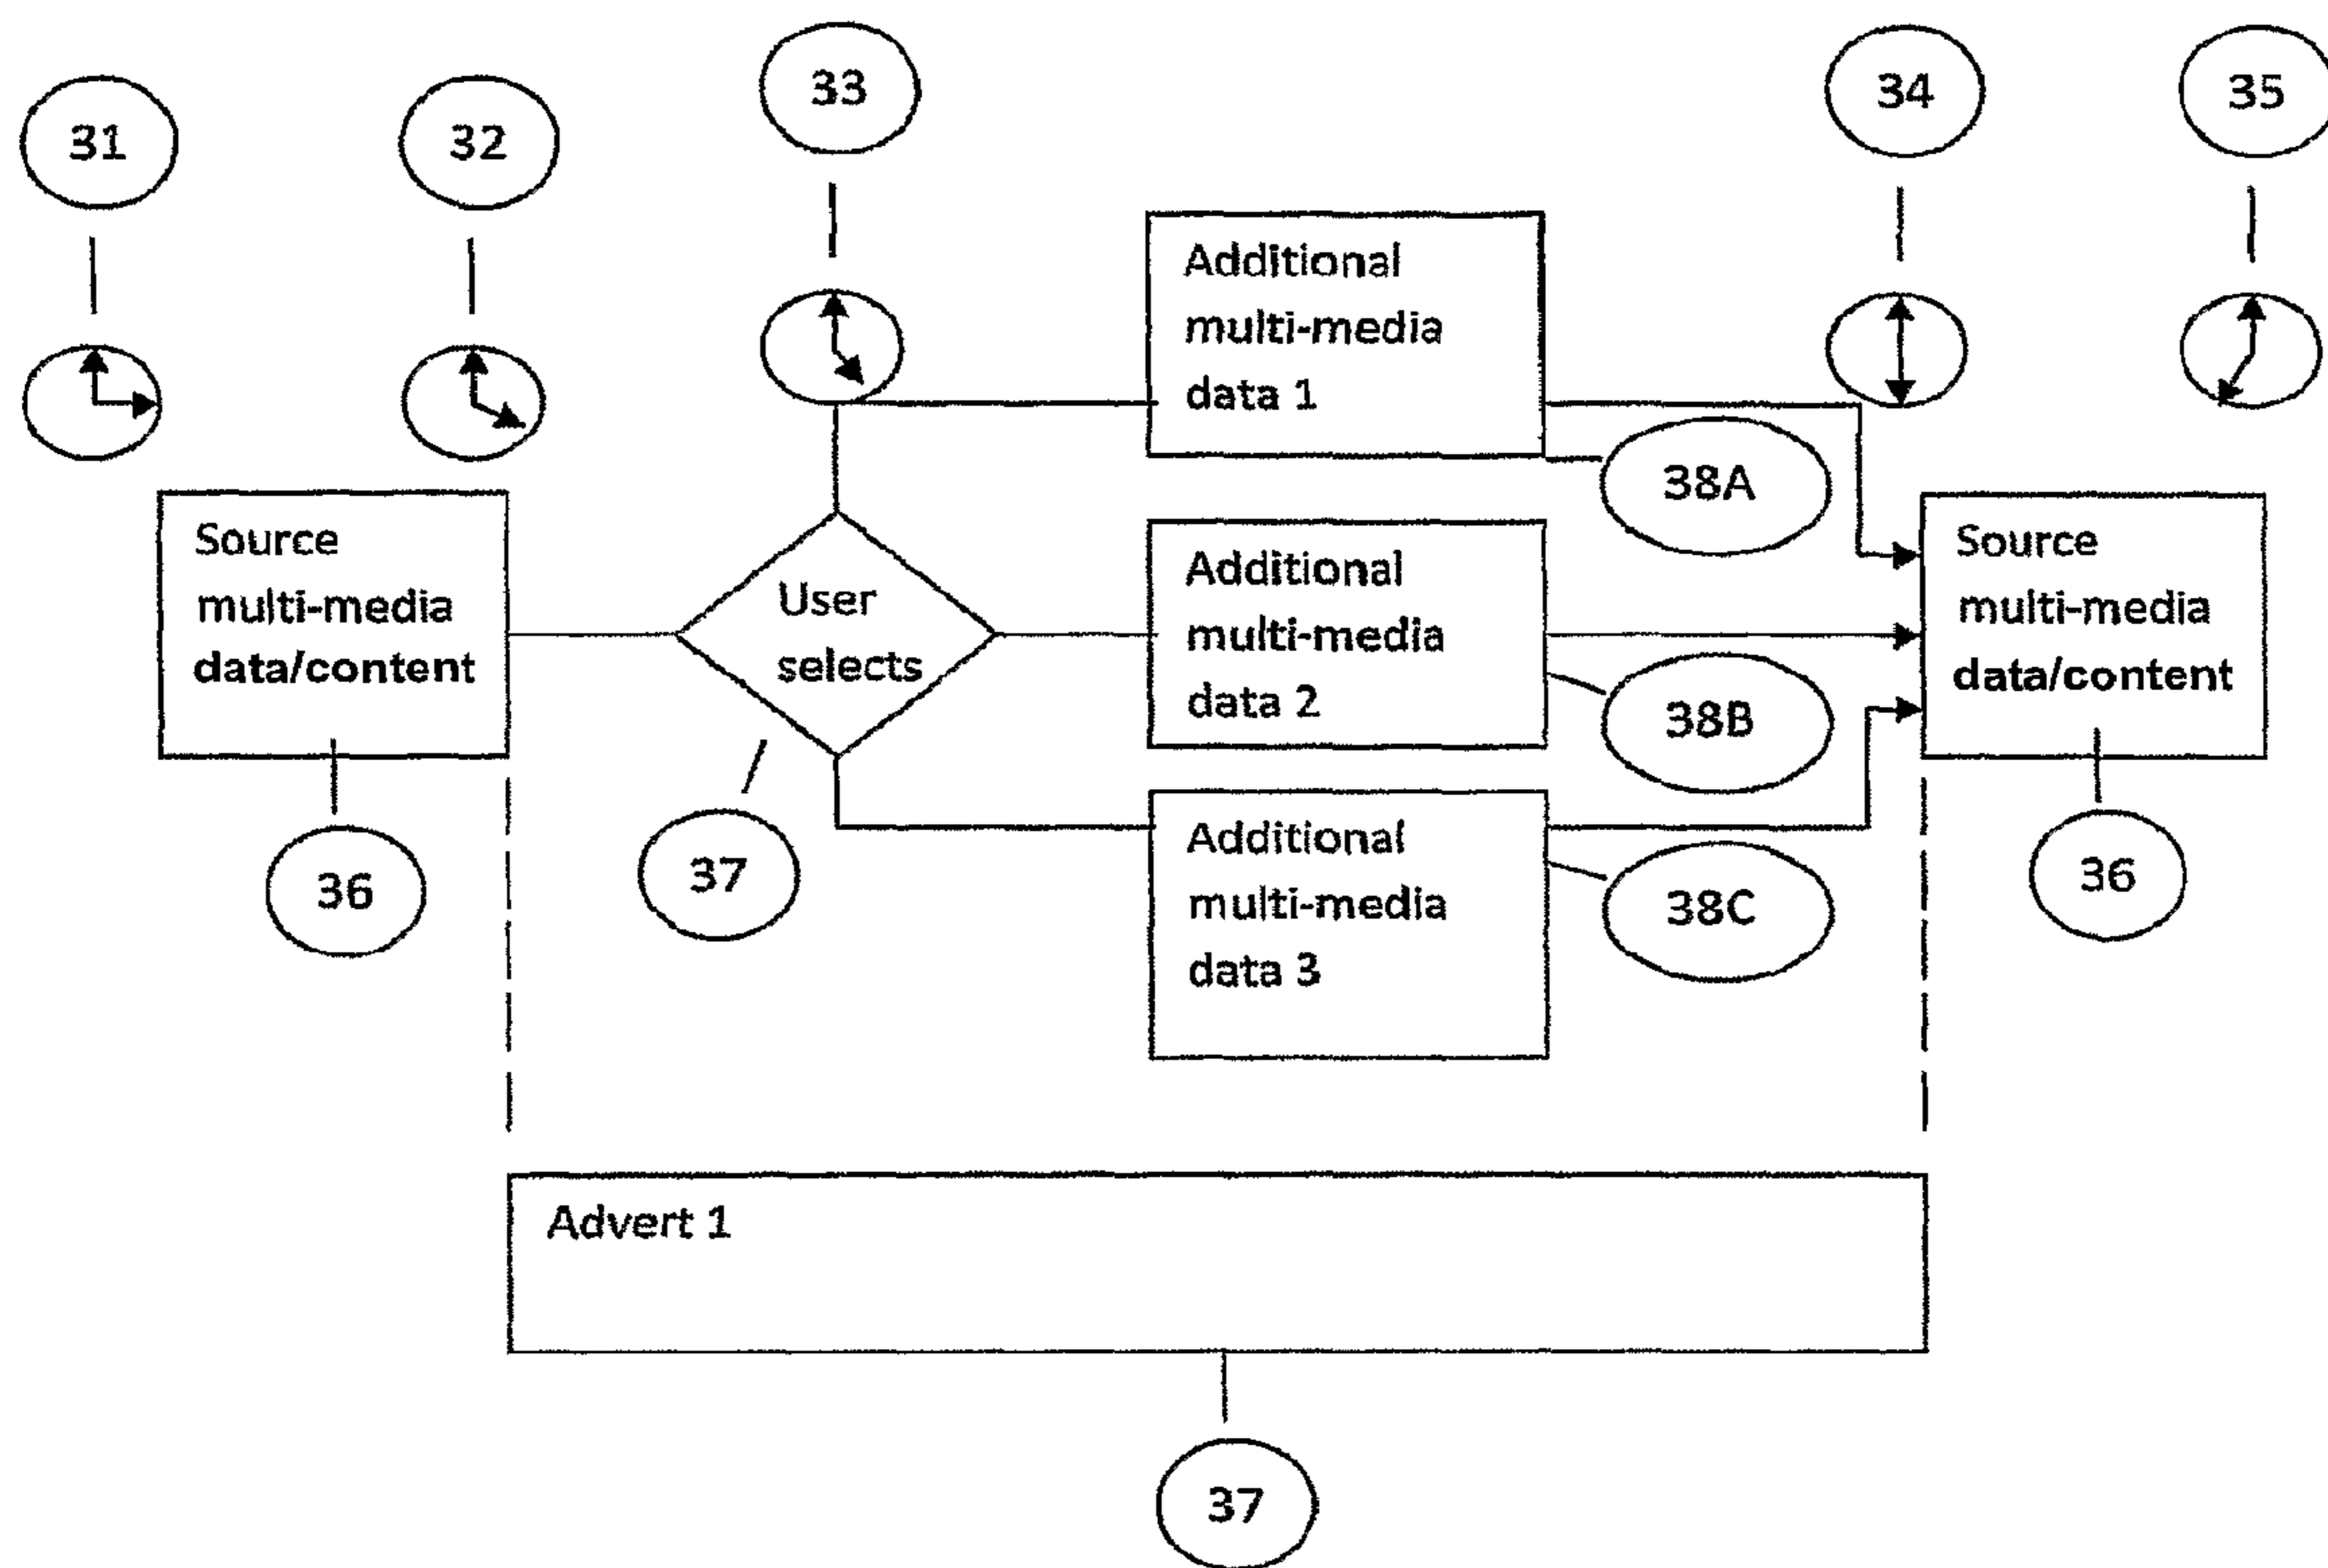 31
32
33
34
35
Additional
multi-media
data 1
38A
Source
multi-media
data/content
36
User
selects
37
Additional
multi-media
data 2
38B
Additional
multi-media
data 3
38C
Source
multi-media
data/content
36
Advert 1
37